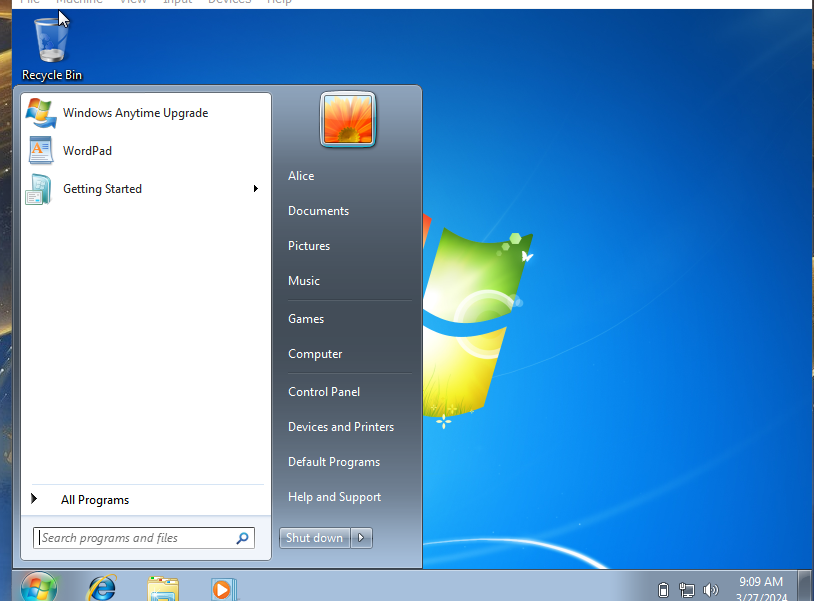 File Machine View Input Devices Help
Recycle Bin
Windows Anytime Upgrade
WordPad
Getting Started
All Programs
Search programs and files
Alice
Documents
Pictures
Music
Games
Computer
Control Panel
Devices and Printers
Default Programs
Help and Support
Shut down
9:09 AM
3/27/2024